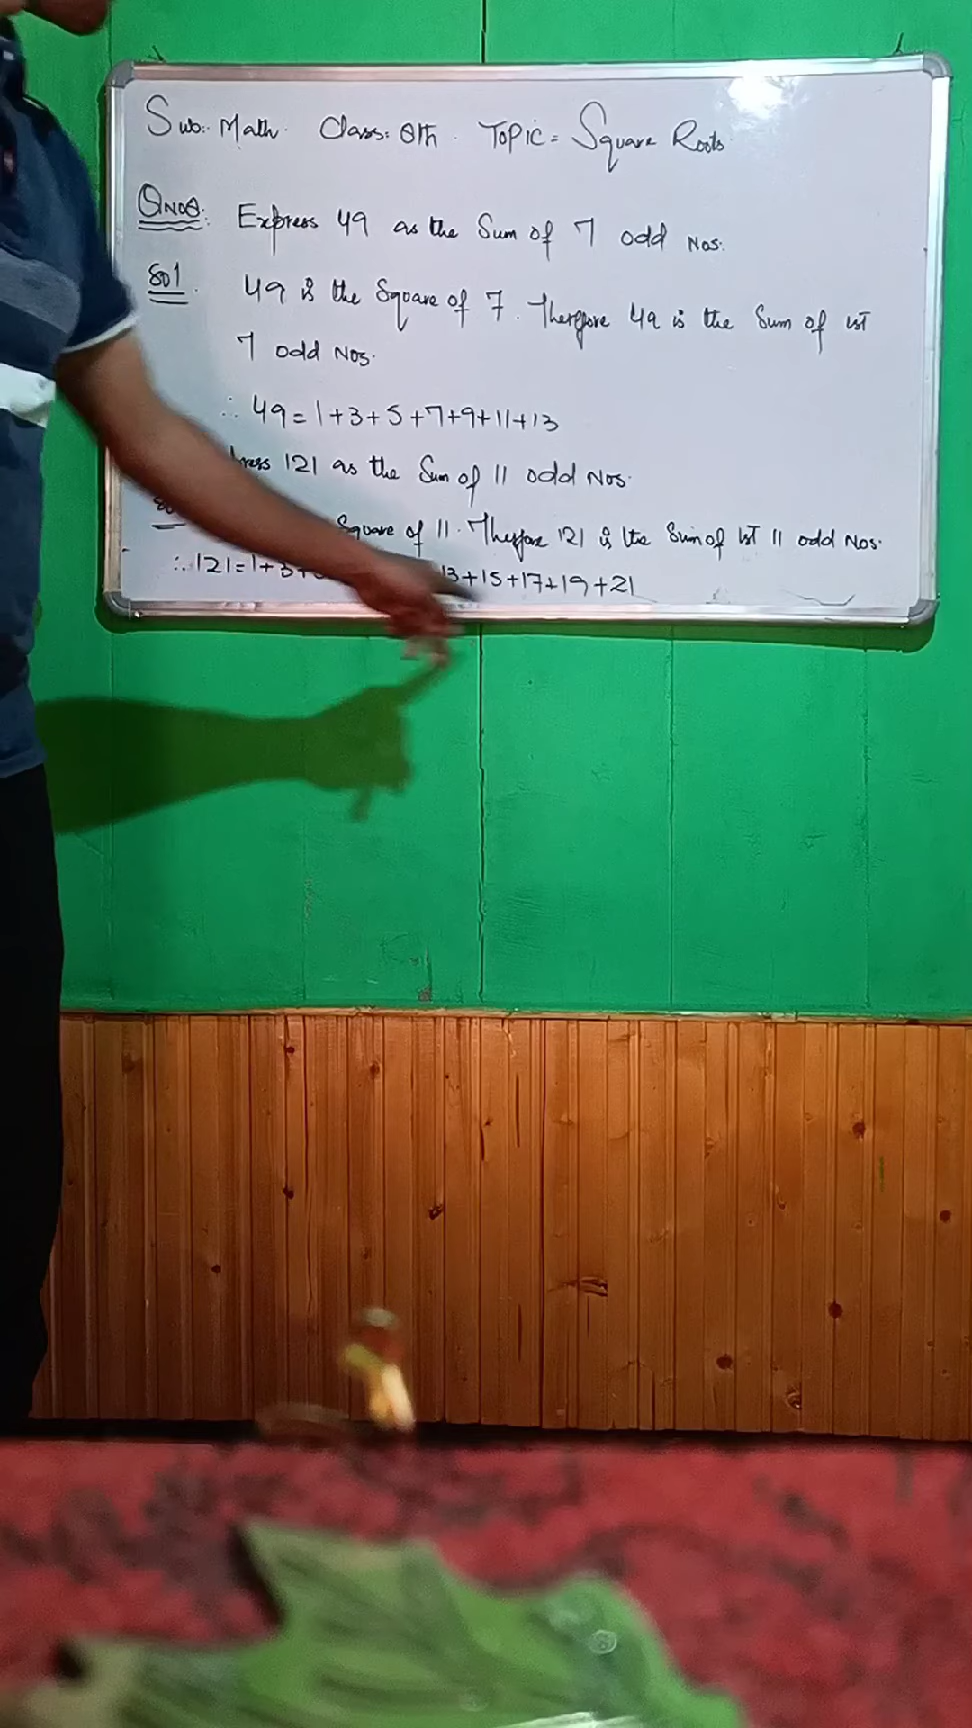 Sub:. Math. Class: 8th. Topic = Square Roots
QNo8. Express 49 as the Sum of 7 odd Nos.
Sol. 49 is the Square of 7. Therefore 49 is the Sum of 1st
7 odd Nos.
∴ 49 = 1+3+5+7+9+11+13
121 as the Sum of 11 odd Nos.
Square of 11. Therefore 121 is the Sum of 1st 11 odd Nos.
∴ 121 = 1+3+ 13+15+17+19+21